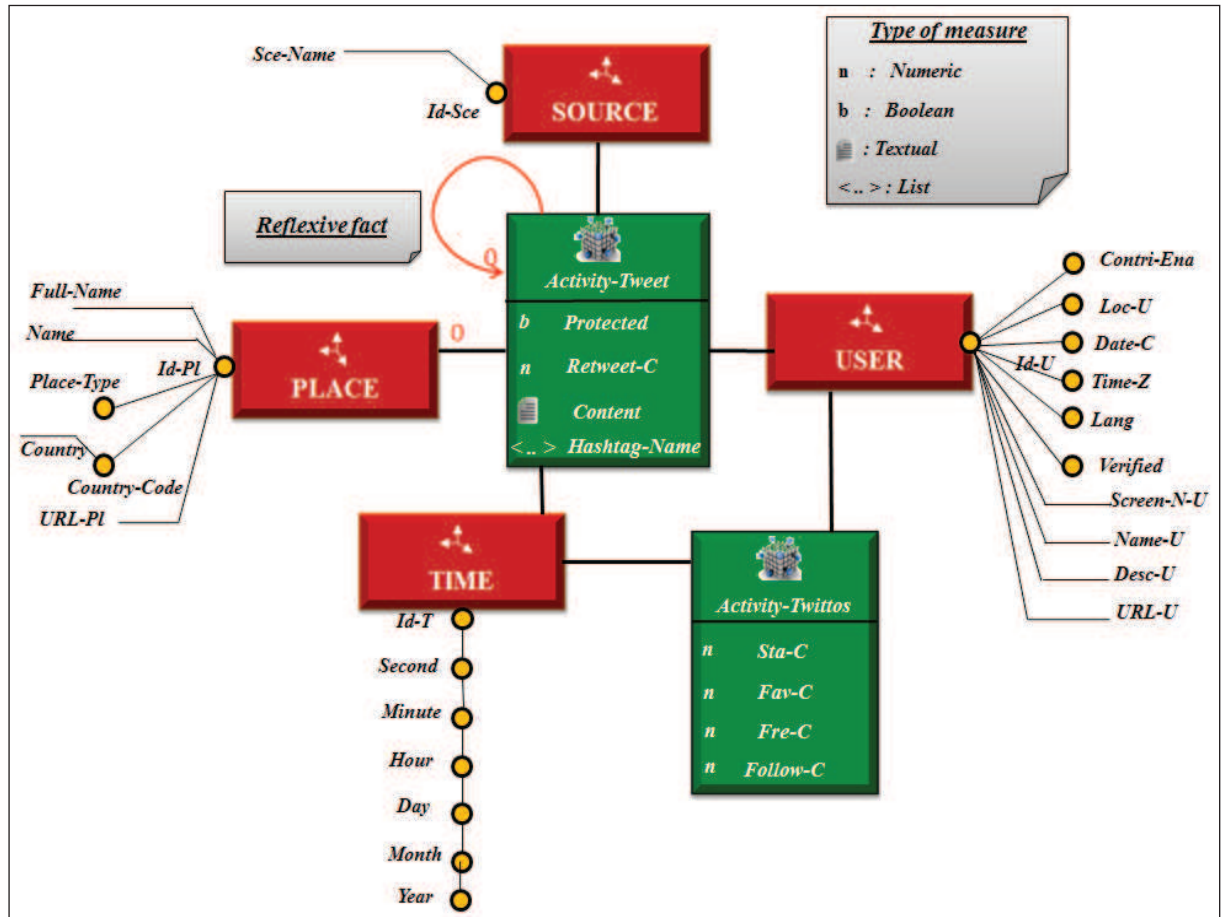 Sce-Name
Id-Sce
SOURCE
Type of measure
n : Numeric
b : Boolean
: Textual
< .. > : List
Reflexive fact
0
Activity-Tweet
b Protected
n Retweet-C
Content
< .. > Hashtag-Name
0
Full-Name
Name
Id-Pl
Place-Type
Country
Country-Code
URL-Pl
PLACE
USER
Id-U
Contri-Ena
Loc-U
Date-C
Time-Z
Lang
Verified
Screen-N-U
Name-U
Desc-U
URL-U
TIME
Id-T
Second
Minute
Hour
Day
Month
Year
Activity-Twittos
n Sta-C
n Fav-C
n Fre-C
n Follow-C